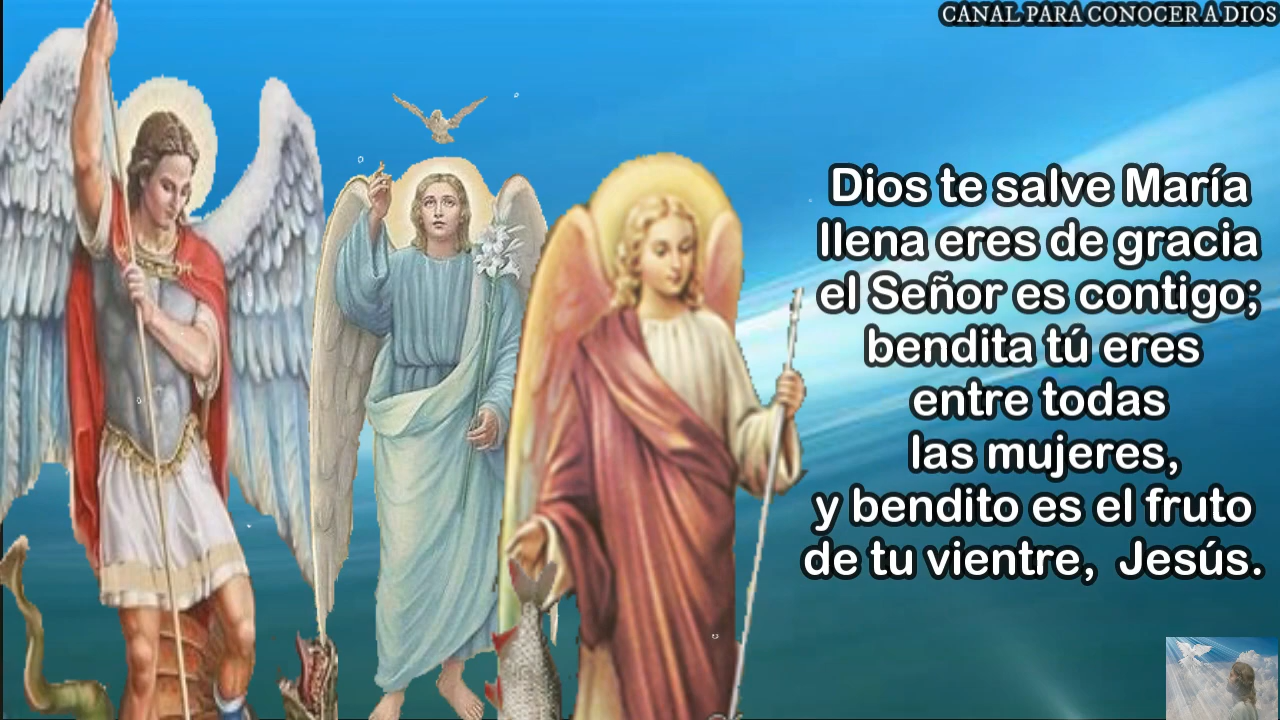 CANAL PARA CONOCER A DIOS
Dios te salve María
llena eres de gracia
el Señor es contigo;
bendita tú eres
entre todas
las mujeres,
y bendito es el fruto
de tu vientre, Jesús.